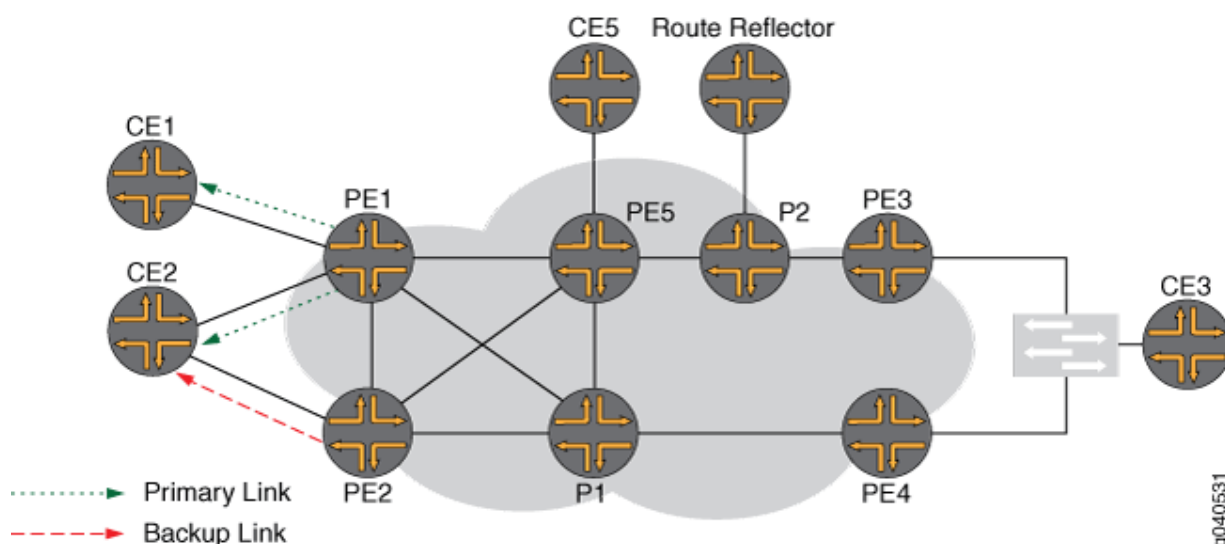 CE5
Route Reflector
CE1
PE1
PE5
P2
PE3
CE2
CE3
PE2
P1
PE4
Primary Link
Backup Link
g040531